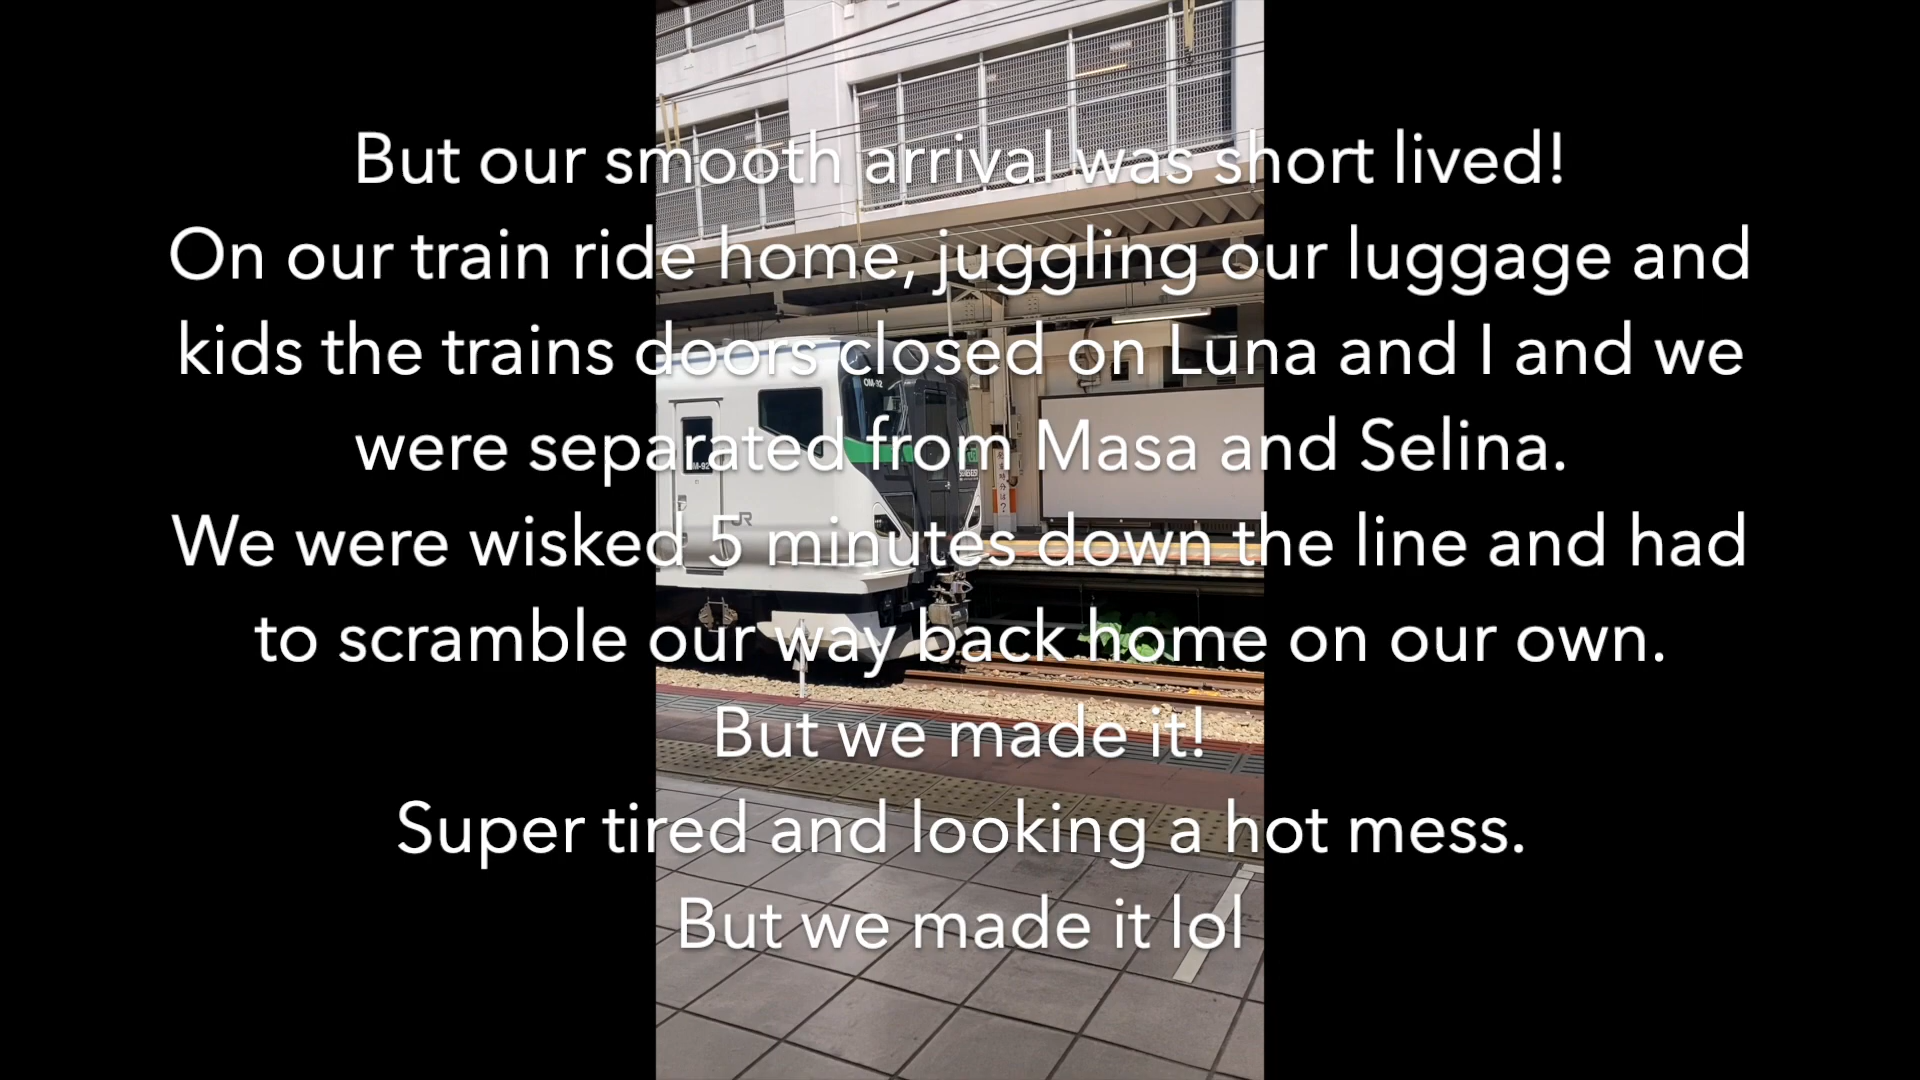 But our smooth arrival was short lived!
On our train ride home, juggling our luggage and
kids the trains doors closed on Luna and I and we
were separated from Masa and Selina.
We were wisked 5 minutes down the line and had
to scramble our way back home on our own.
But we made it!
Super tired and looking a hot mess.
But we made it lol
OM-92
JR